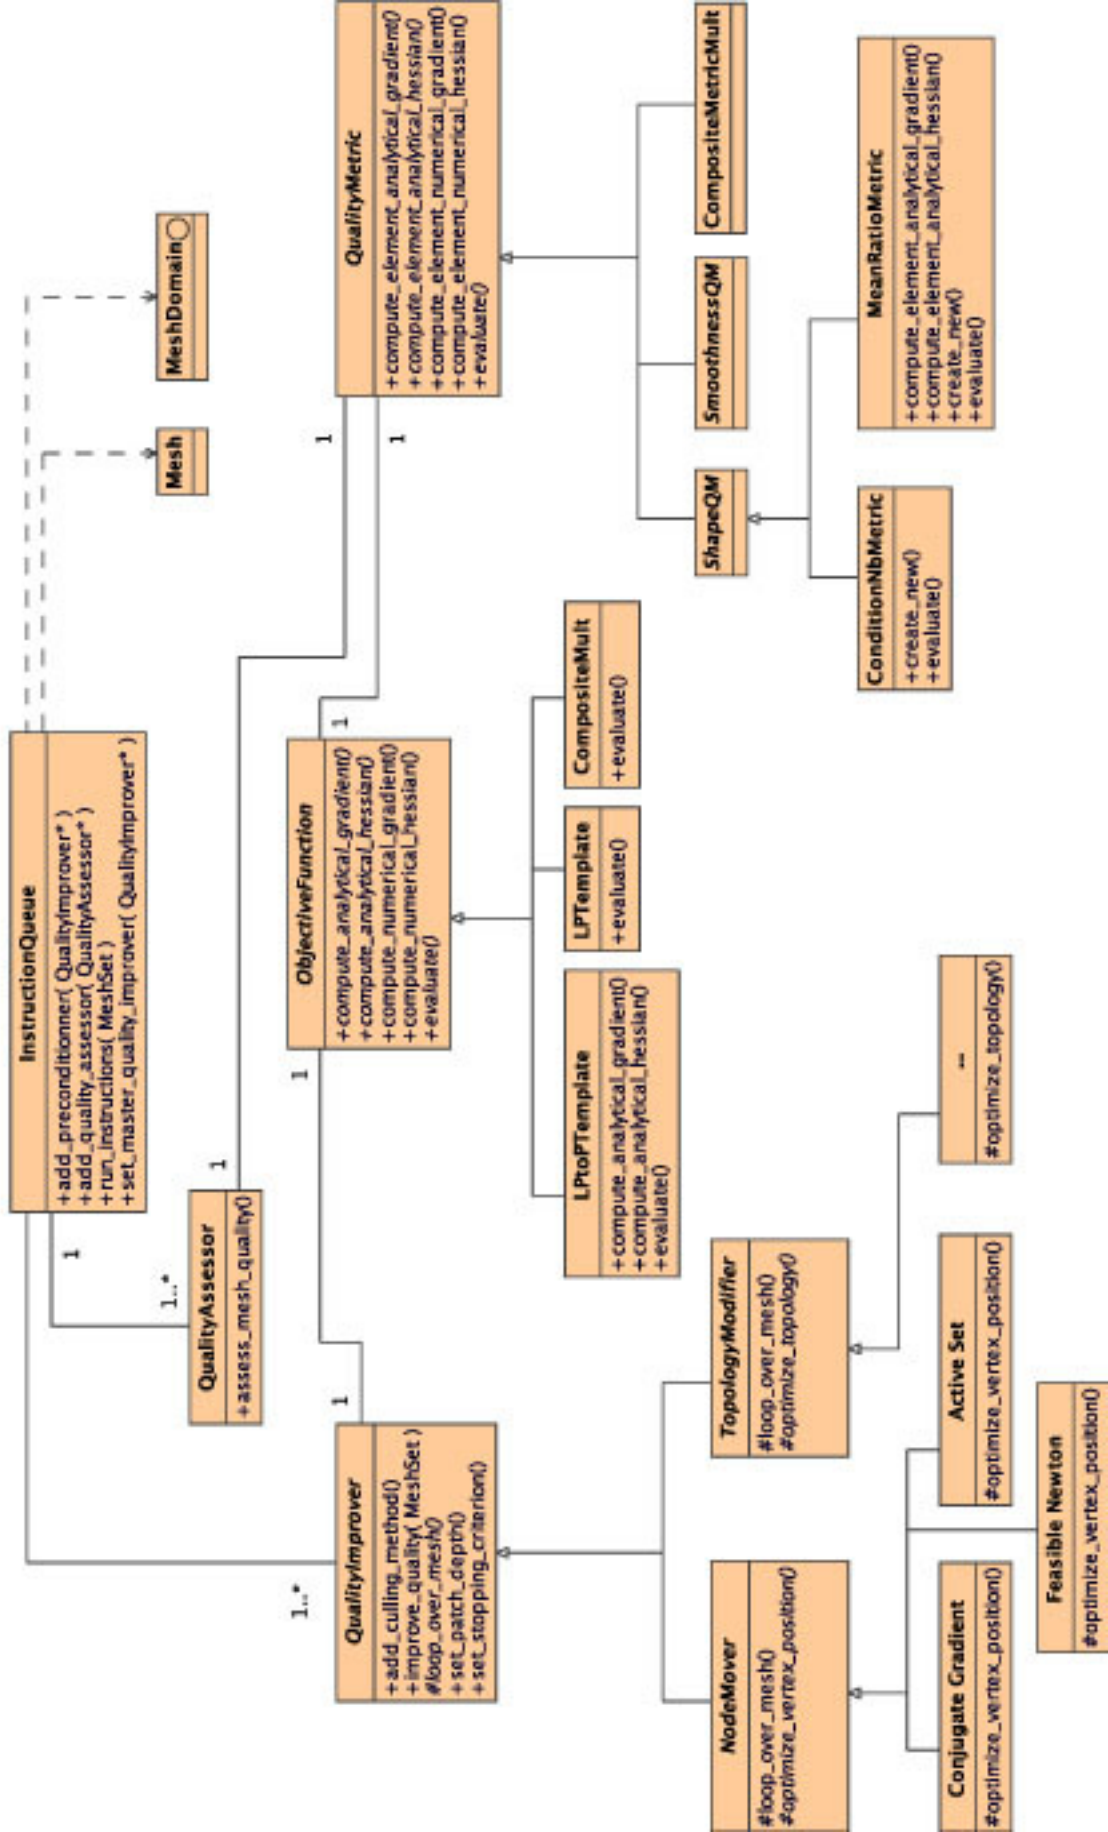 InstructionQueue
+add_preconditionner( QualityImprover* )
+add_quality_assessor( QualityAssessor* )
+run_instructions( MeshSet )
+set_master_quality_improver( QualityImprover* )
Mesh
MeshDomain
1
1..*
QualityAssessor
+assess_mesh_quality()
1
1..*
QualityImprover
+add_culling_method()
+improve_quality( MeshSet )
#loop_over_mesh()
+set_patch_depth()
+set_stopping_criterion()
1
1
ObjectiveFunction
+compute_analytical_gradient()
+compute_analytical_hessian()
+compute_numerical_gradient()
+compute_numerical_hessian()
+evaluate()
1
1
1
QualityMetric
+compute_element_analytical_gradient()
+compute_element_analytical_hessian()
+compute_element_numerical_gradient()
+compute_element_numerical_hessian()
+evaluate()
LPtoPTemplate
+compute_analytical_gradient()
+compute_analytical_hessian()
+evaluate()
LPTemplate
+evaluate()
CompositeMult
+evaluate()
ShapeQM
SmoothnessQM
CompositeMetricMult
NodeMover
#loop_over_mesh()
#optimize_vertex_position()
TopologyModifier
#loop_over_mesh()
#optimize_topology()
ConditionNbMetric
+create_new()
+evaluate()
MeanRatioMetric
+compute_element_analytical_gradient()
+compute_element_analytical_hessian()
+create_new()
+evaluate()
Conjugate Gradient
#optimize_vertex_position()
Active Set
#optimize_vertex_position()
--
#optimize_topology()
Feasible Newton
#optimize_vertex_position()